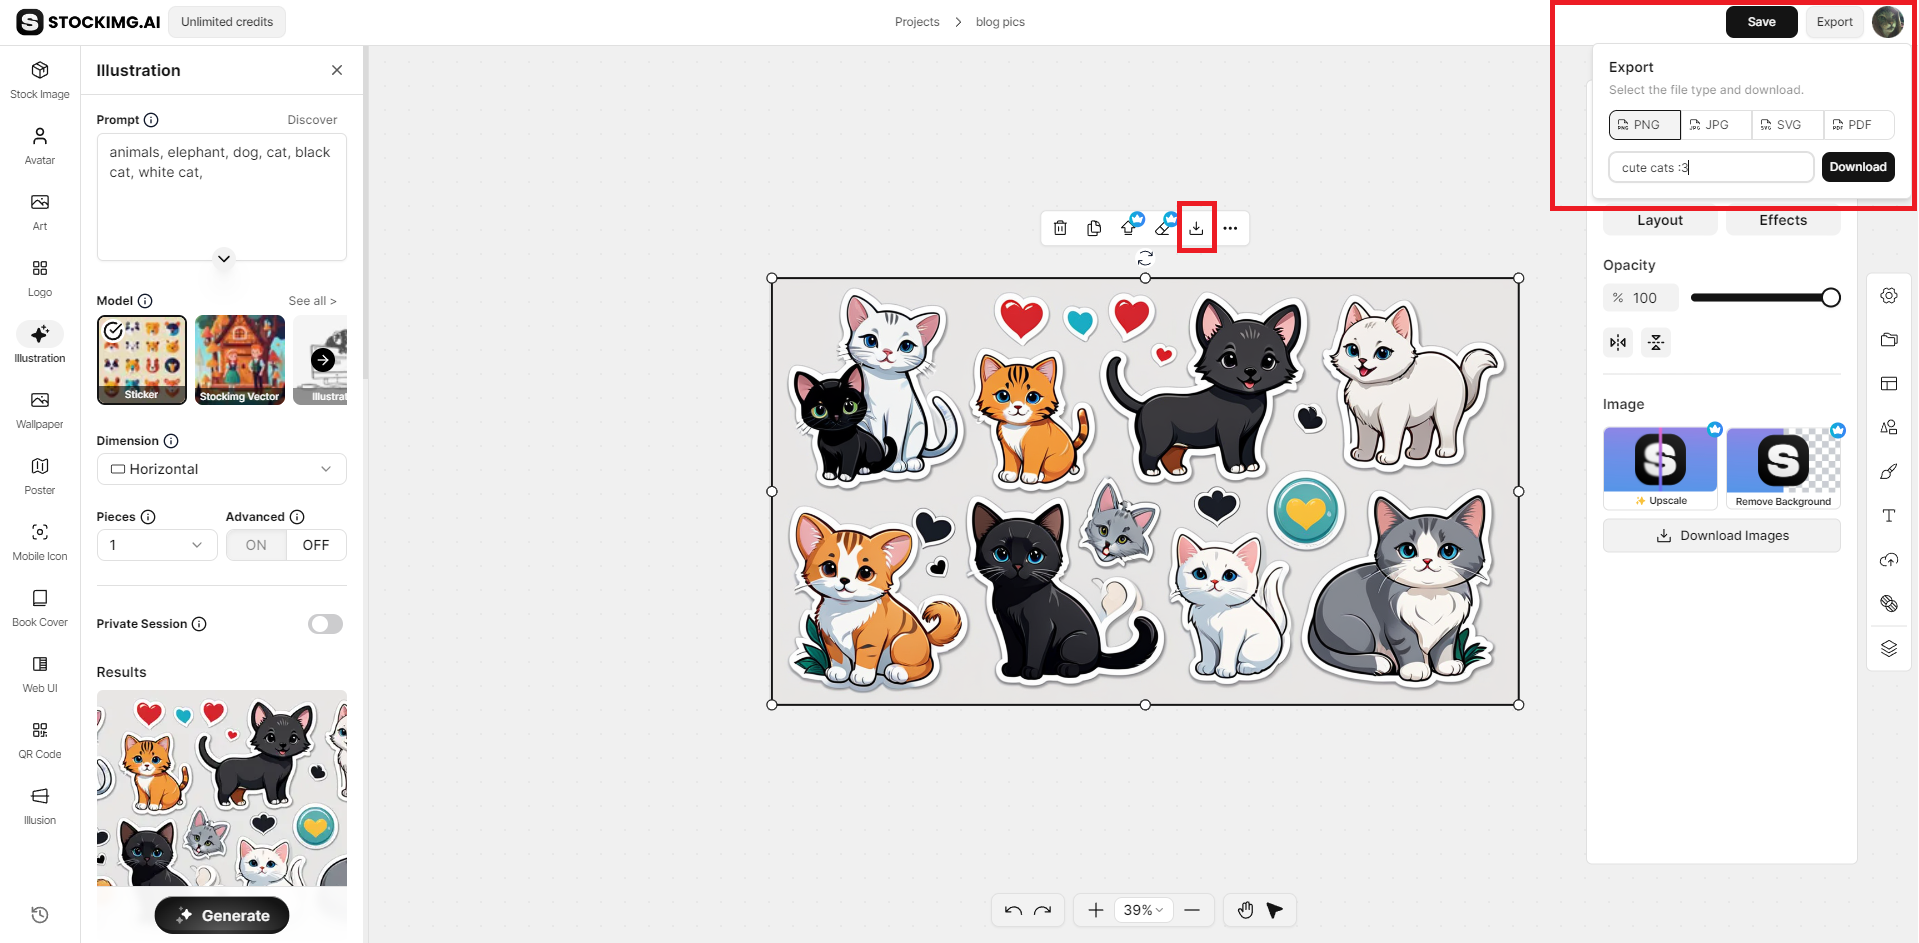 STOCKIMG.AI
Unlimited credits
Projects > blog pics
Save
Export
Stock Image
Avatar
Art
Logo
Illustration
Wallpaper
Poster
Mobile Icon
Book Cover
Web UI
QR Code
Illusion
Illustration
Prompt
Discover
animals, elephant, dog, cat, black
cat, white cat,
Model
See all >
Sticker
Stockimg Vector
Illustrat
Dimension
Horizontal
Pieces
Advanced
1
ON
OFF
Private Session
Results
Generate
39%
Export
Select the file type and download.
PNG
JPG
SVG
PDF
cute cats :3
Download
Layout
Effects
Opacity
% 100
Image
✨ Upscale
Remove Background
Download Images